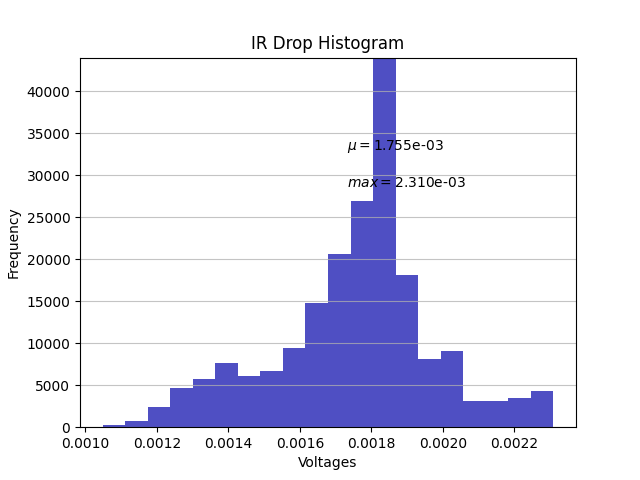 IR Drop Histogram
40000
35000
30000
25000
20000
15000
10000
5000
0
Frequency
μ = 1.755e-03
max = 2.310e-03
0.0010 0.0012 0.0014 0.0016 0.0018 0.0020 0.0022
Voltages